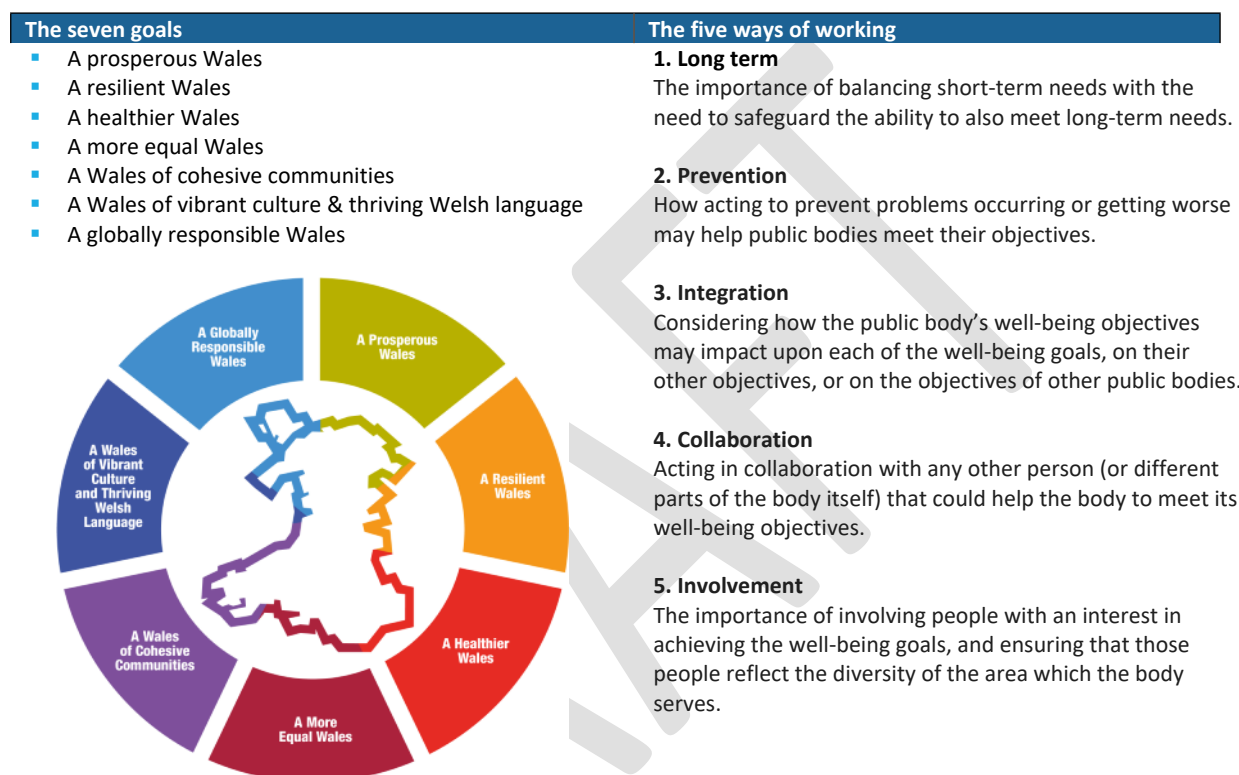 The seven goals
A prosperous Wales
A resilient Wales
A healthier Wales
A more equal Wales
A Wales of cohesive communities
A Wales of vibrant culture & thriving Welsh language
A globally responsible Wales
A Globally
Responsible
Wales
A Prosperous
Wales
A Wales
of Vibrant
Culture
and Thriving
Welsh
Language
A Resilient
Wales
A Wales
of Cohesive
Communities
A Healthier
Wales
A More
Equal Wales
The five ways of working
1. Long term
The importance of balancing short-term needs with the
need to safeguard the ability to also meet long-term needs.
2. Prevention
How acting to prevent problems occurring or getting worse
may help public bodies meet their objectives.
3. Integration
Considering how the public body’s well-being objectives
may impact upon each of the well-being goals, on their
other objectives, or on the objectives of other public bodies.
4. Collaboration
Acting in collaboration with any other person (or different
parts of the body itself) that could help the body to meet its
well-being objectives.
5. Involvement
The importance of involving people with an interest in
achieving the well-being goals, and ensuring that those
people reflect the diversity of the area which the body
serves.